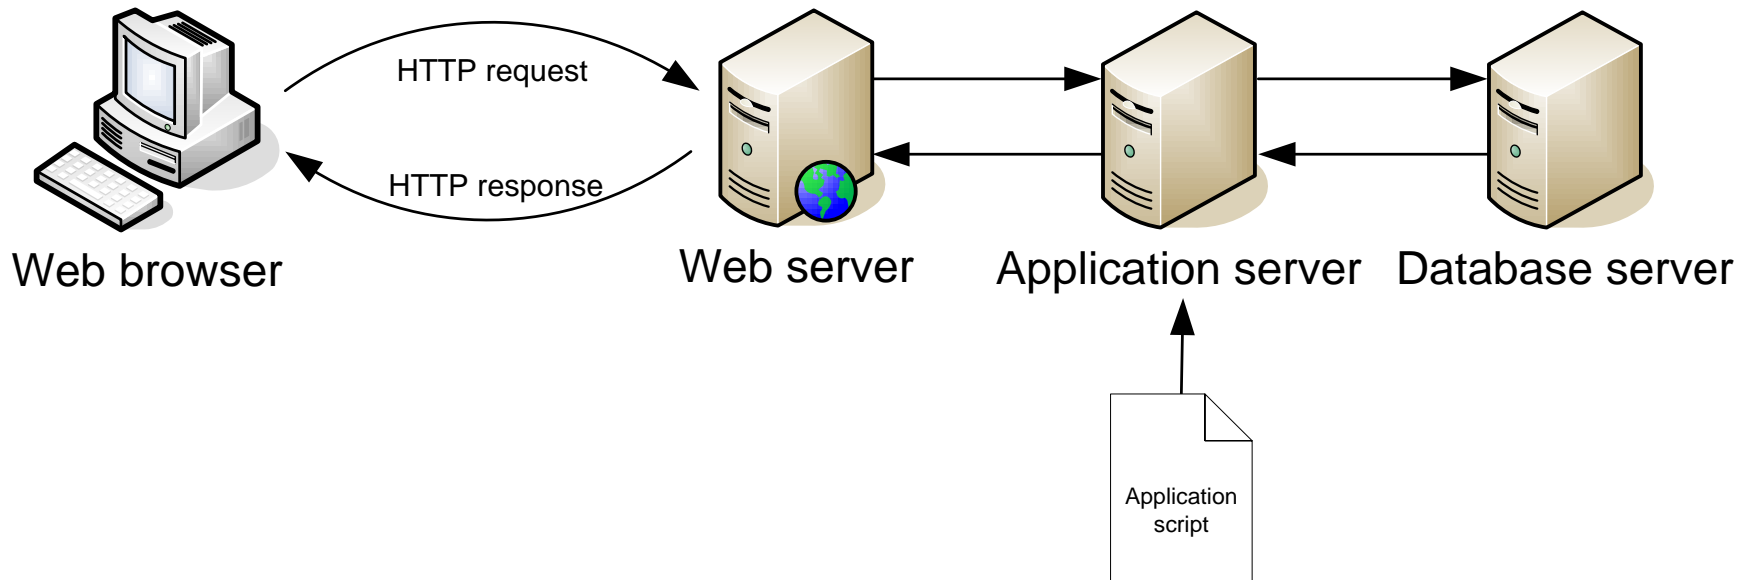 HTTP request
HTTP response
Web browser
Web server
Application server
Database server
Application
script